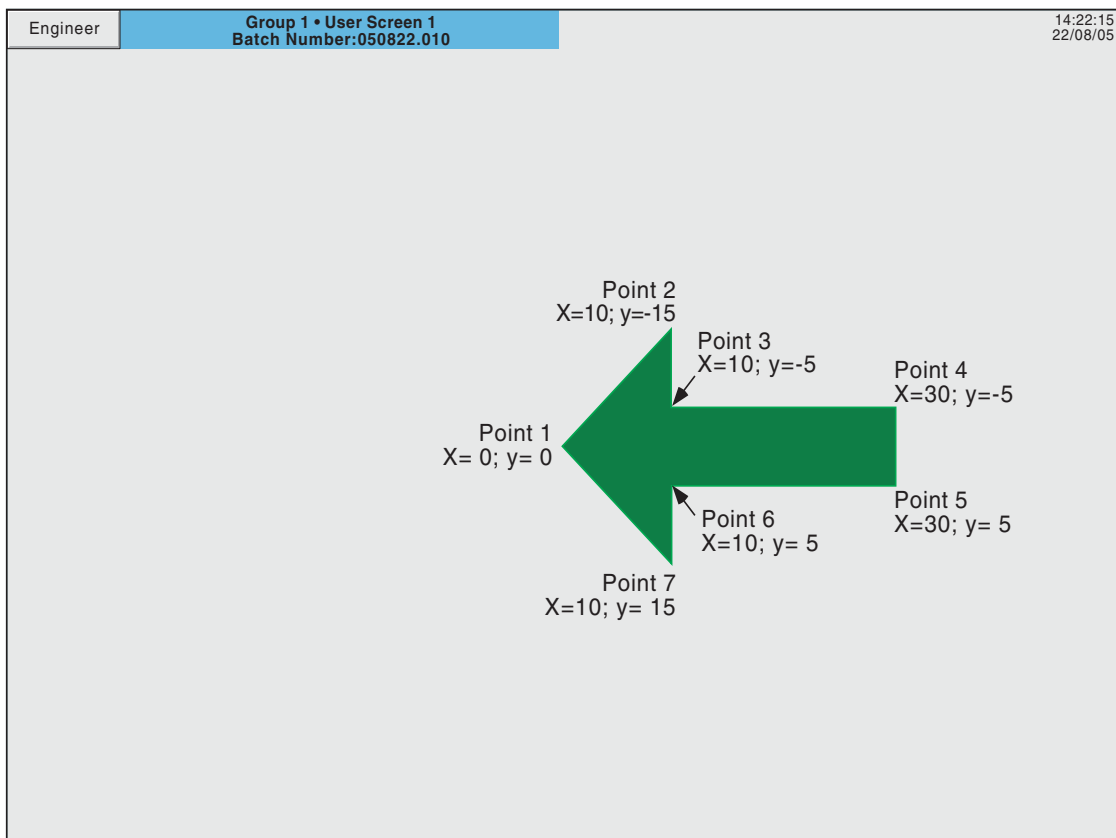 Engineer
Group 1 • User Screen 1
Batch Number:050822.010
14:22:15
22/08/05
Point 2
X=10; y=-15
Point 3
X=10; y=-5
Point 4
X=30; y=-5
Point 1
X= 0; y= 0
Point 5
X=30; y= 5
Point 6
X=10; y= 5
Point 7
X=10; y= 15